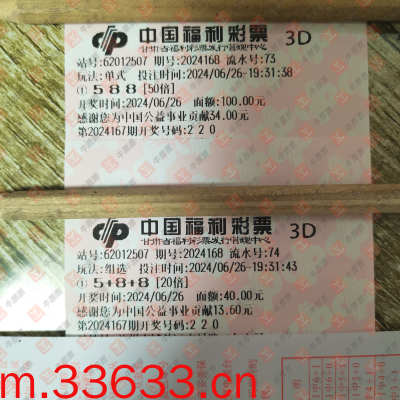 中国福利彩票 3D
甘肃省福利彩票发行管理中心
站号:62012507 期号:2024168 流水号:73
玩法:单式 投注时间:2024/06/26-19:31:38
① 5 8 8 [50倍]
开奖时间:2024/06/26 面额:100.00元
感谢您为中国公益事业贡献34.00元
第2024167期开奖号码:2 2 0
中国福利彩票 3D
甘肃省福利彩票发行管理中心
站号:62012507 期号:2024168 流水号:74
玩法:组选 投注时间:2024/06/26-19:31:43
① 5+8+8 [20倍]
开奖时间:2024/06/26 面额:40.00元
感谢您为中国公益事业贡献13.60元
第2024167期开奖号码:2 2 0
m.33633.cn